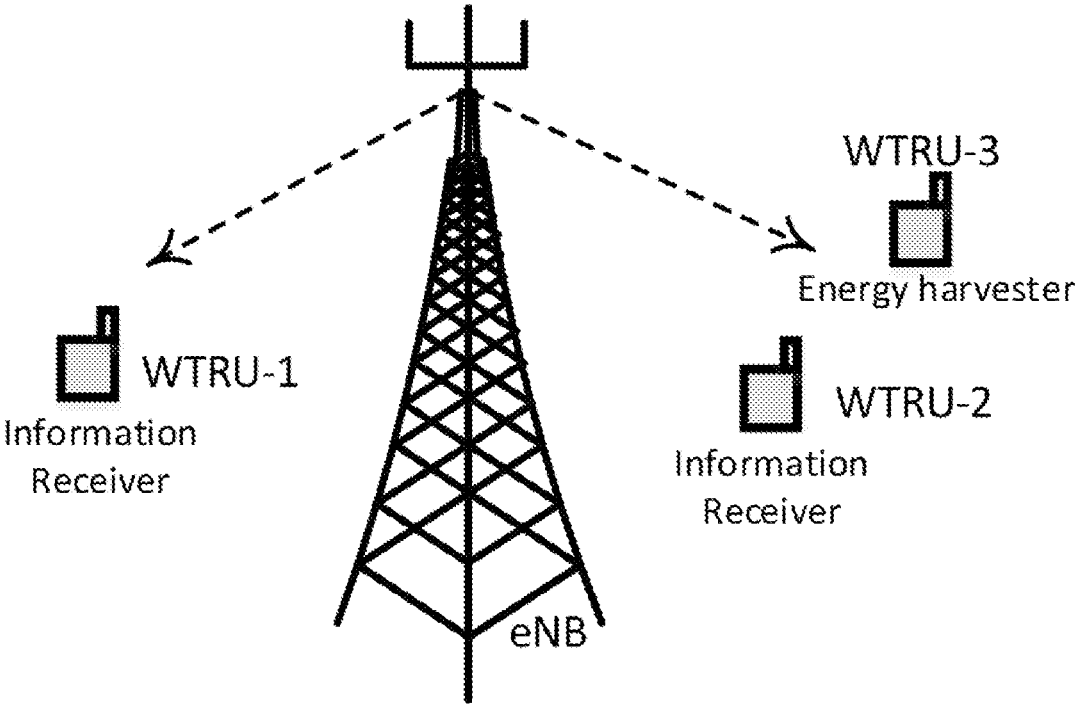 WTRU-3
Energy harvester
WTRU-1
Information
Receiver
WTRU-2
Information
Receiver
eNB